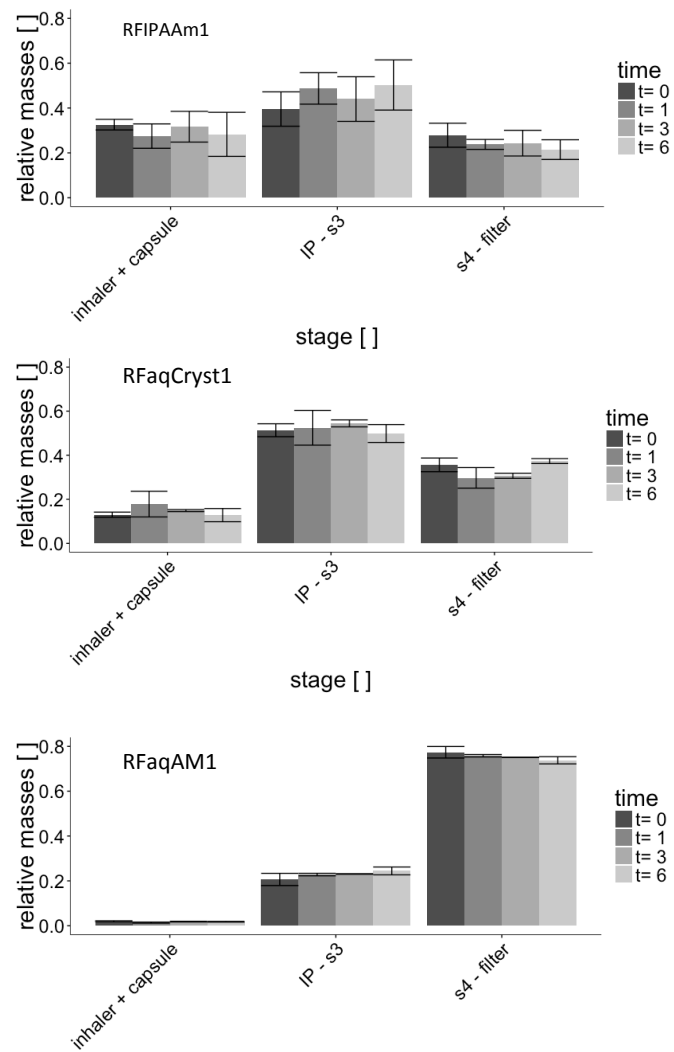 RFIPAAm1
relative masses [ ]
0.8
0.6
0.4
0.2
0.0
inhaler + capsule
IP - s3
s4 - filter
stage [ ]
time
t= 0
t= 1
t= 3
t= 6
RFaqCryst1
relative masses [ ]
0.8
0.6
0.4
0.2
0.0
inhaler + capsule
IP - s3
s4 - filter
stage [ ]
time
t= 0
t= 1
t= 3
t= 6
RFaqAM1
relative masses [ ]
0.8
0.6
0.4
0.2
0.0
inhaler + capsule
IP - s3
s4 - filter
time
t= 0
t= 1
t= 3
t= 6